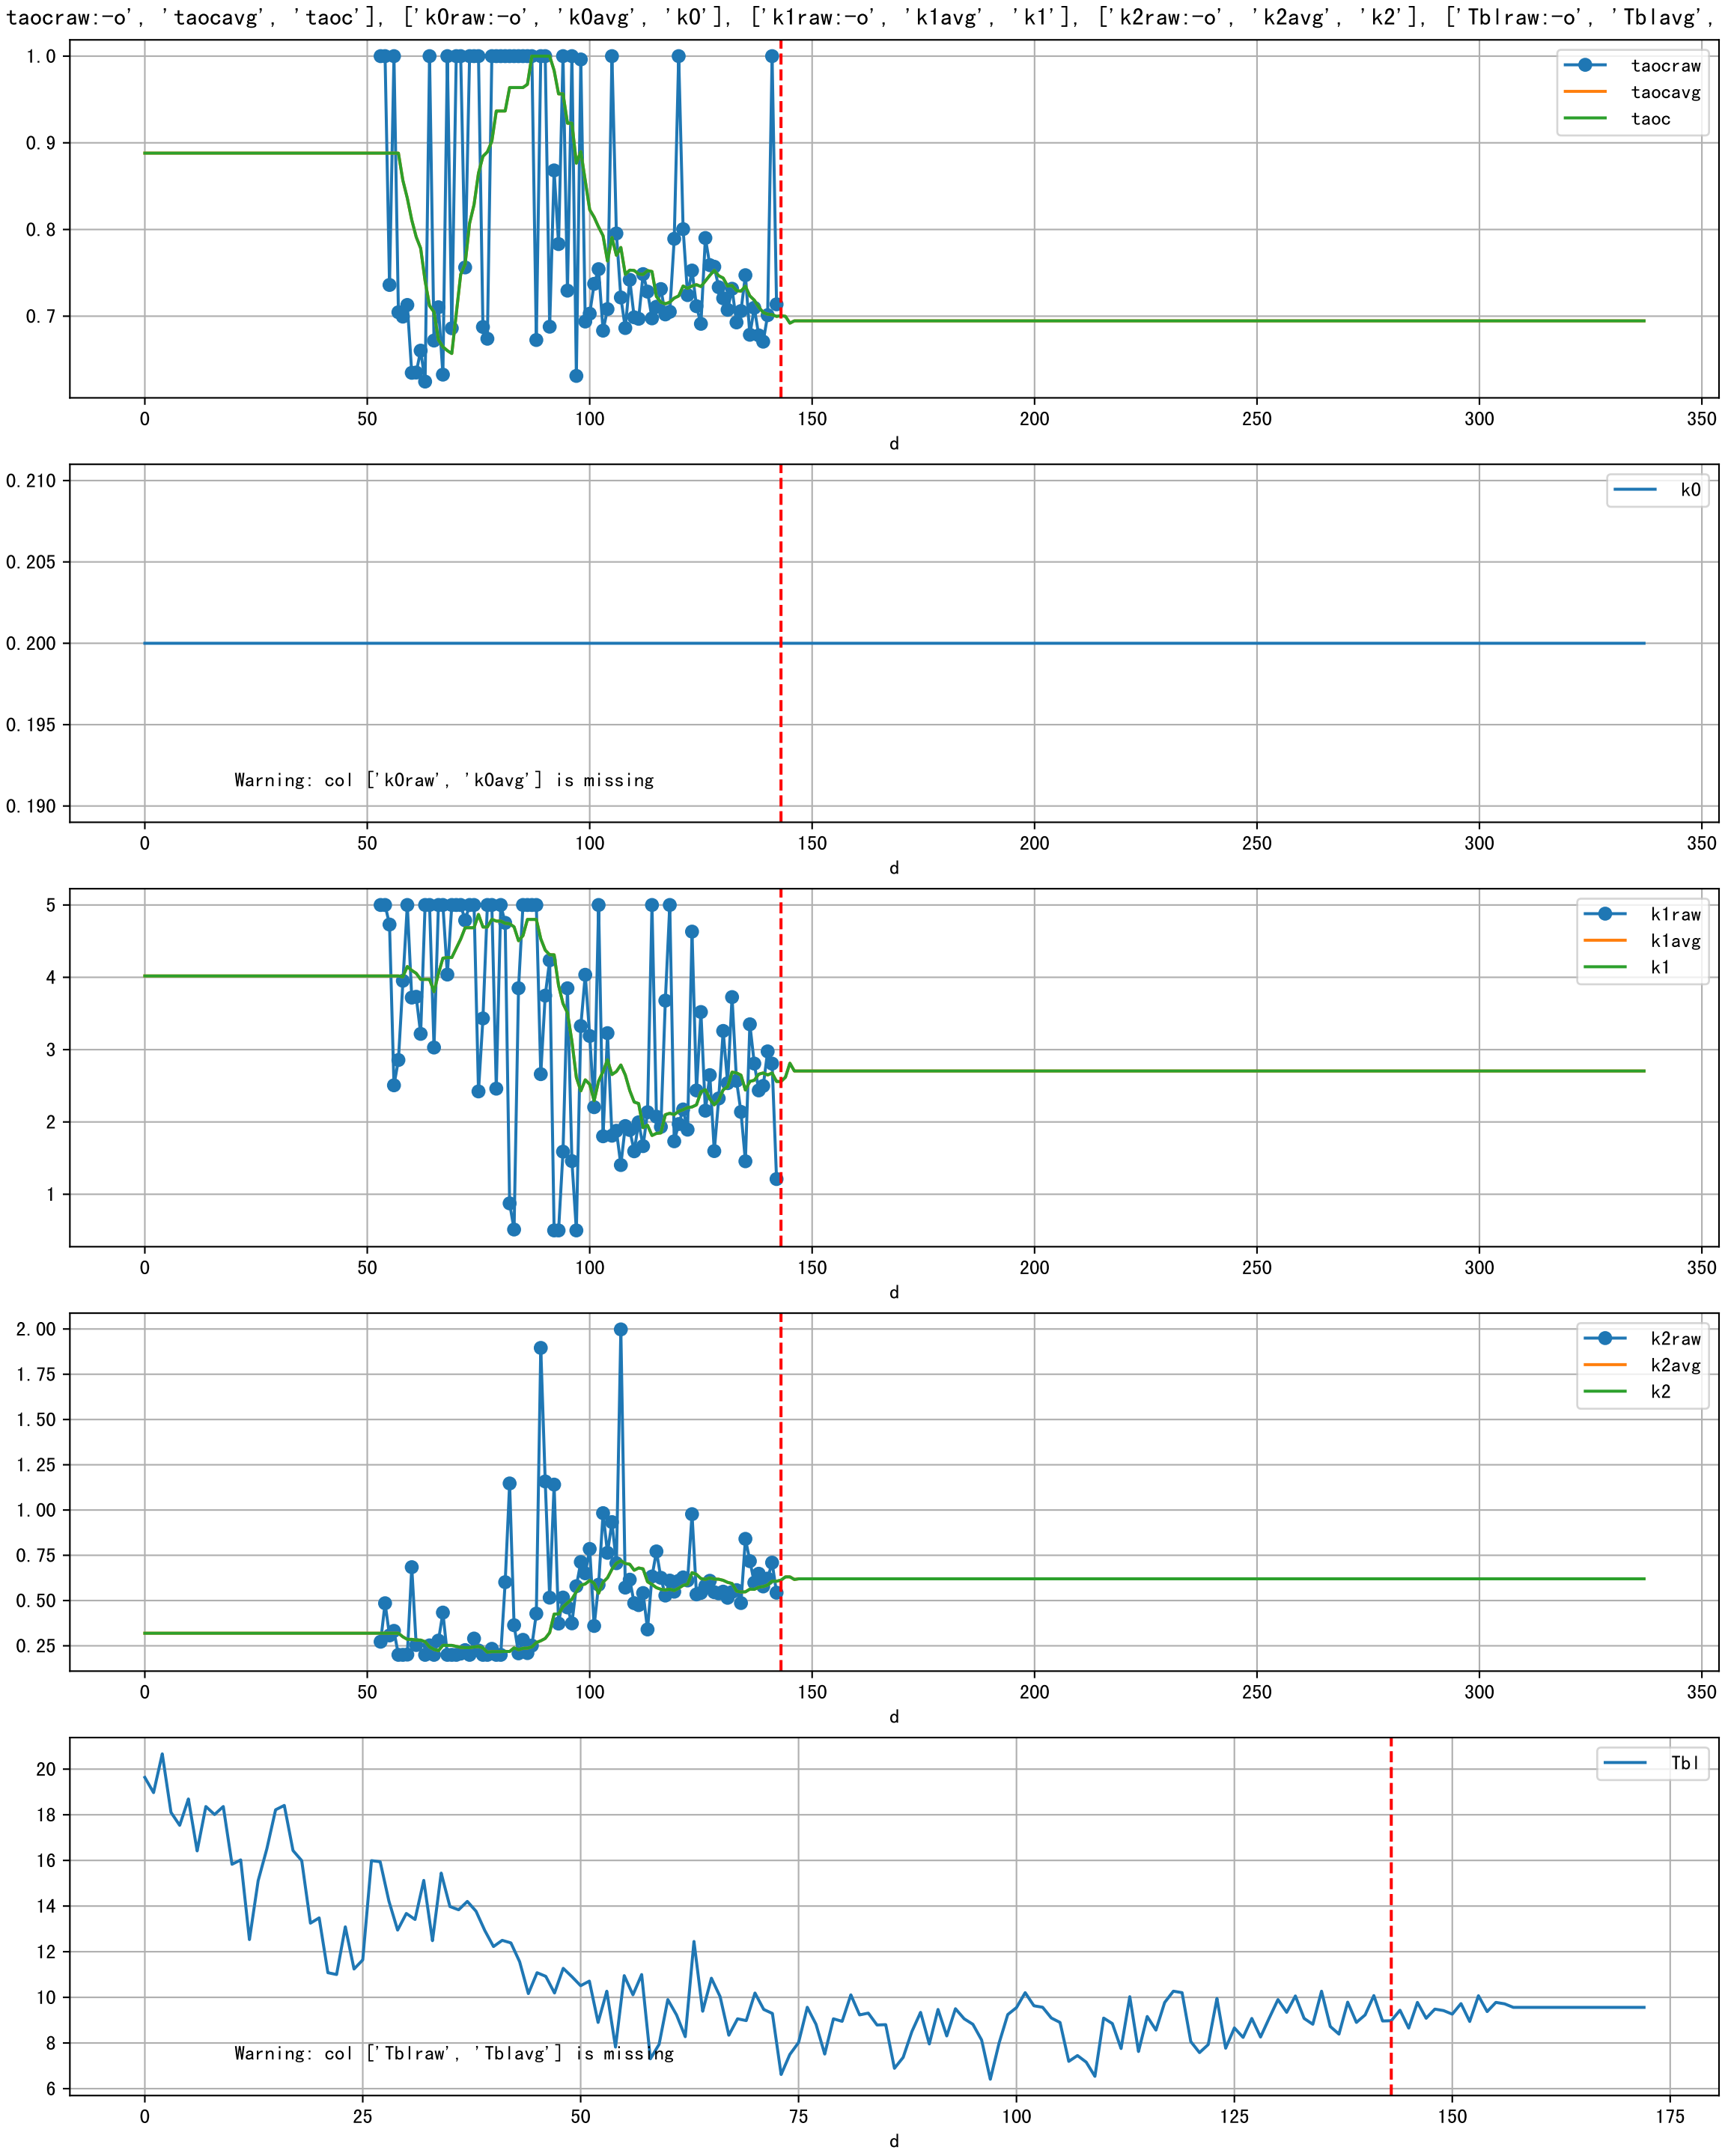 taocraw:-o', 'taocavg', 'taoc'], ['k0raw:-o', 'k0avg', 'k0'], ['k1raw:-o', 'k1avg', 'k1'], ['k2raw:-o', 'k2avg', 'k2'], ['Tblraw:-o', 'Tblavg',
1.0
0.9
0.8
0.7
taocraw
taocavg
taoc
0 50 100 150 200 250 300 350
d
0.210
0.205
0.200
0.195
0.190
k0
Warning: col ['k0raw', 'k0avg'] is missing
0 50 100 150 200 250 300 350
d
5
4
3
2
1
k1raw
k1avg
k1
0 50 100 150 200 250 300 350
d
2.00
1.75
1.50
1.25
1.00
0.75
0.50
0.25
k2raw
k2avg
k2
0 50 100 150 200 250 300 350
d
20
18
16
14
12
10
8
6
Tbl
Warning: col ['Tblraw', 'Tblavg'] is missing
0 25 50 75 100 125 150 175
d